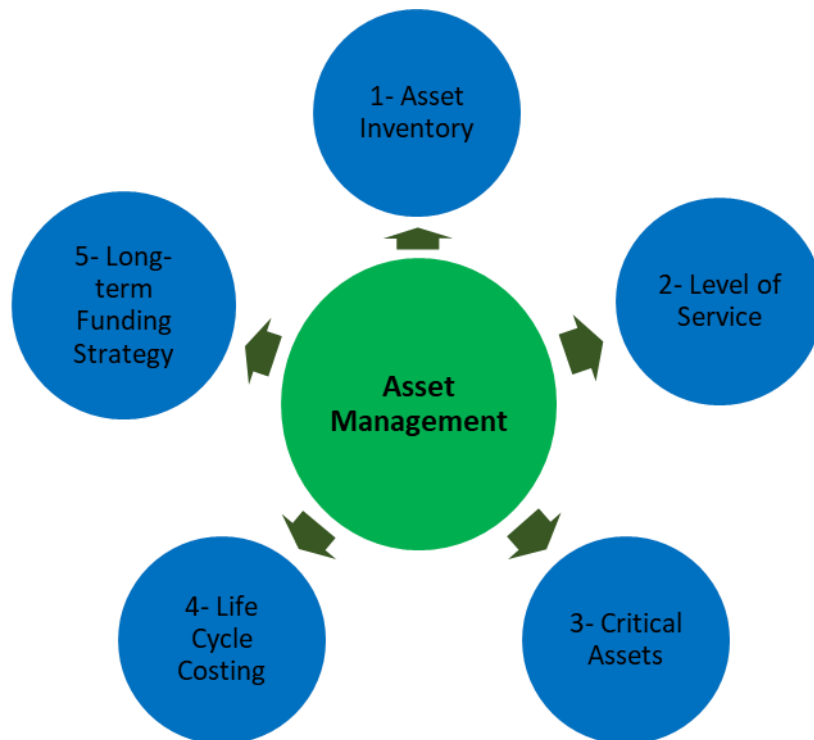 1- Asset
Inventory
2- Level of
Service
3- Critical
Assets
4- Life
Cycle
Costing
5- Long-
term
Funding
Strategy
Asset
Management